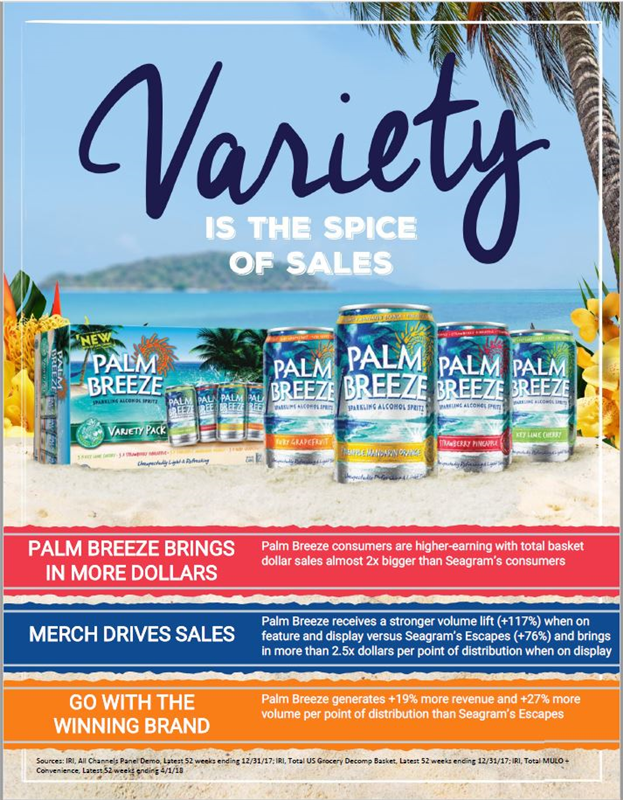 Variety
IS THE SPICE
OF SALES
NEW
PALM
BREEZE
SPARKLING ALCOHOL SPRITZ
VARIETY PACK
Unexpectedly Light & Refreshing
PALM
BREEZE
SPARKLING ALCOHOL SPRITZ
RUBY GRAPEFRUIT
PALM
BREEZE
SPARKLING ALCOHOL SPRITZ
MANDARIN ORANGE
PALM
BREEZE
SPARKLING ALCOHOL SPRITZ
STRAWBERRY PINEAPPLE
PALM
BREEZE
SPARKLING ALCOHOL SPRITZ
KEY LIME CHERRY
PALM BREEZE BRINGS
IN MORE DOLLARS
Palm Breeze consumers are higher-earning with total basket
dollar sales almost 2x bigger than Seagram's consumers
MERCH DRIVES SALES
Palm Breeze receives a stronger volume lift (+117%) when on
feature and display versus Seagram's Escapes (+76%) and brings
in more than 2.5x dollars per point of distribution when on display
GO WITH THE
WINNING BRAND
Palm Breeze generates +19% more revenue and +27% more
volume per point of distribution than Seagram's Escapes
Sources: IRI, All Channels Panel Demo, Latest 52 weeks ending 12/31/17; IRI, Total US Grocery Decomp Basket, Latest 52 weeks ending 12/31/17; IRI, Total MULO +
Convenience, Latest 52 weeks ending 4/1/18